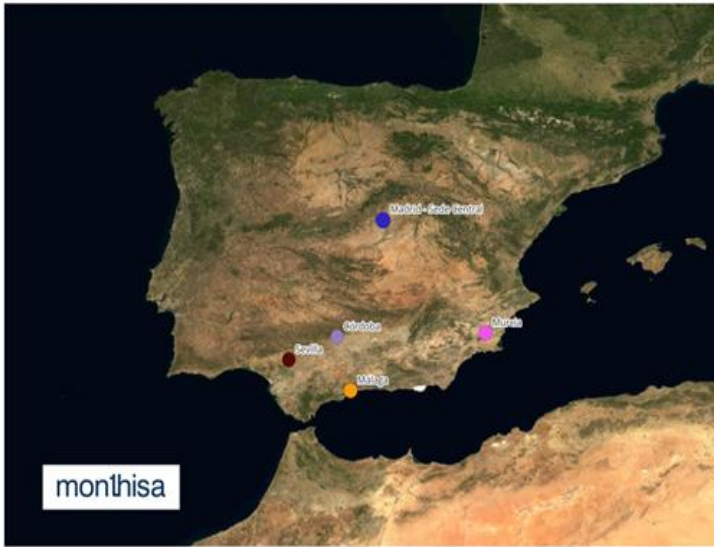 Madrid - Sede Central
Córdoba
Murcia
Sevilla
Málaga
monthisa